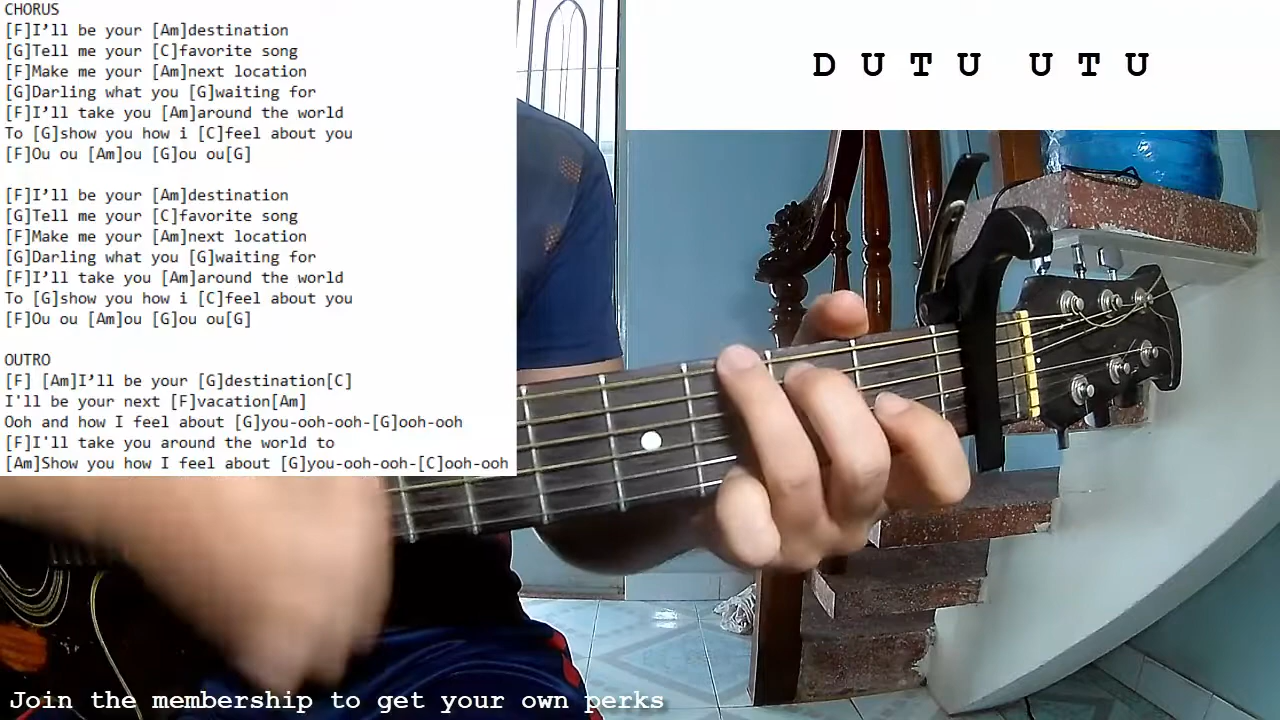 CHORUS
[F]I’ll be your [Am]destination
[G]Tell me your [C]favorite song
[F]Make me your [Am]next location
[G]Darling what you [G]waiting for
[F]I’ll take you [Am]around the world
To [G]show you how i [C]feel about you
[F]Ou ou [Am]ou [G]ou ou[G]
[F]I’ll be your [Am]destination
[G]Tell me your [C]favorite song
[F]Make me your [Am]next location
[G]Darling what you [G]waiting for
[F]I’ll take you [Am]around the world
To [G]show you how i [C]feel about you
[F]Ou ou [Am]ou [G]ou ou[G]
OUTRO
[F] [Am]I’ll be your [G]destination[C]
I'll be your next [F]vacation[Am]
Ooh and how I feel about [G]you-ooh-ooh-[G]ooh-ooh
[F]I'll take you around the world to
[Am]Show you how I feel about [G]you-ooh-ooh-[C]ooh-ooh
D U T U U T U
Join the membership to get your own perks